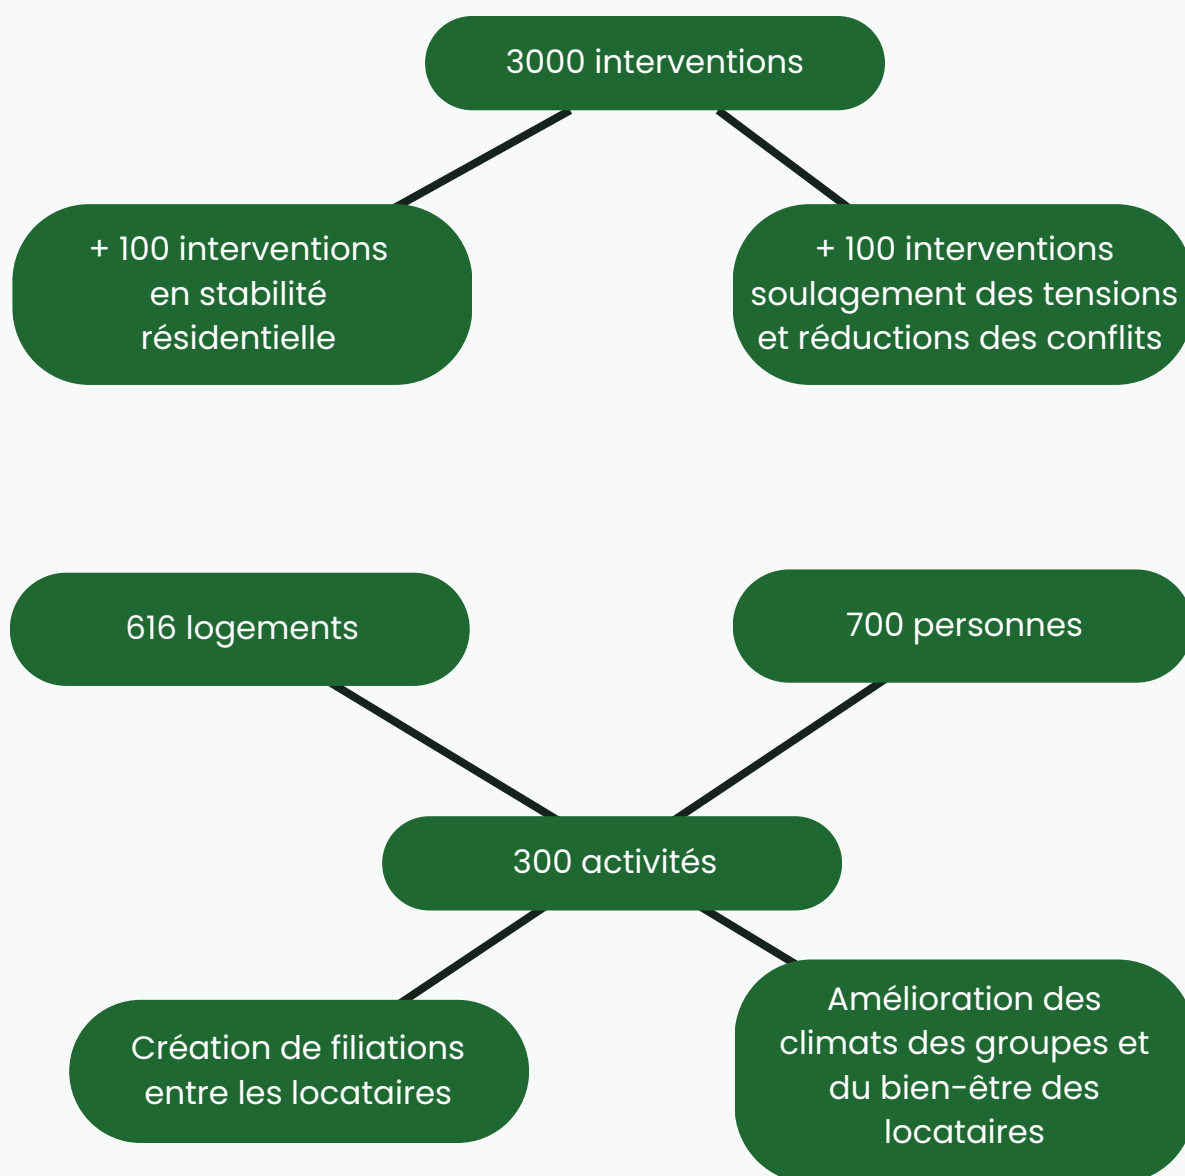 3000 interventions
+ 100 interventions
en stabilité
résidentielle
+ 100 interventions
soulagement des tensions
et réductions des conflits
616 logements
700 personnes
300 activités
Création de filiations
entre les locataires
Amélioration des
climats des groupes et
du bien-être des
locataires